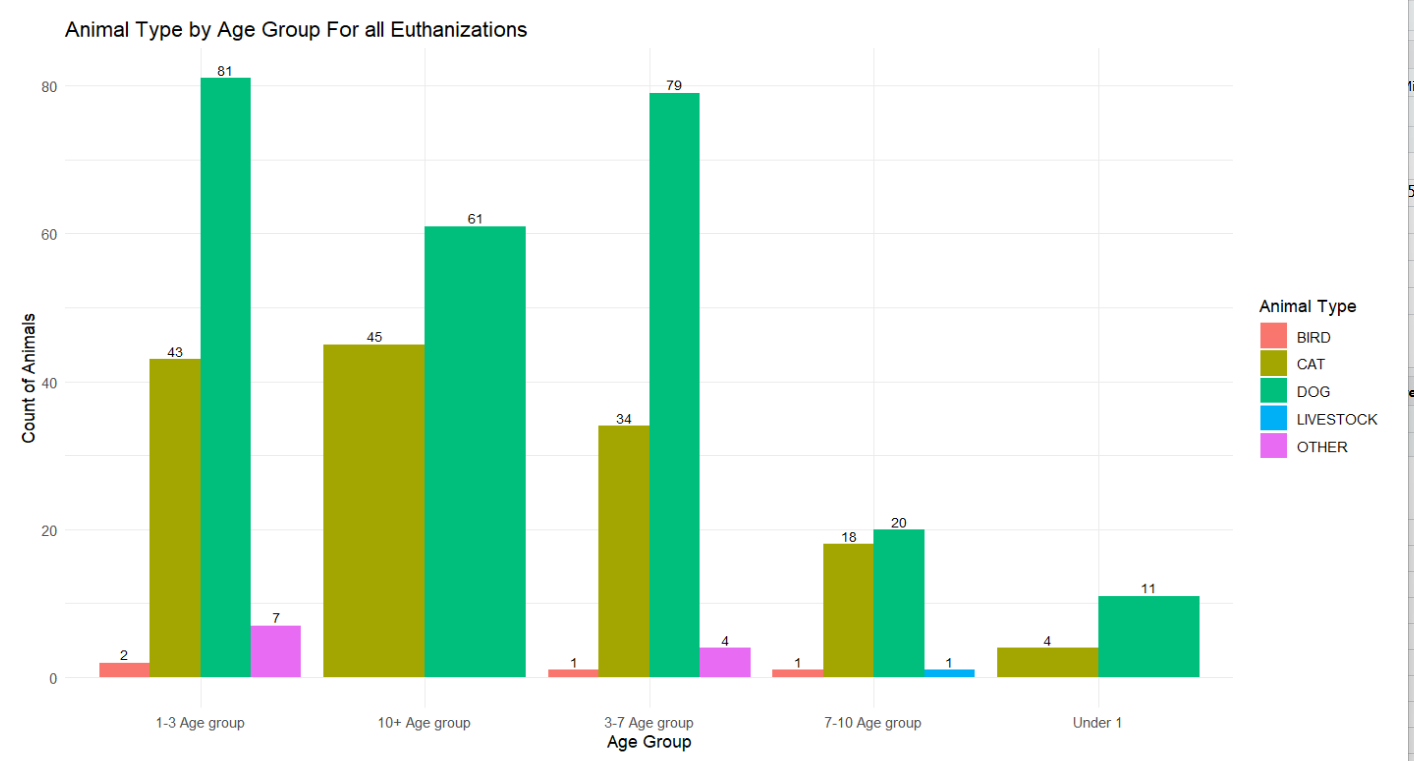 Animal Type by Age Group For all Euthanizations
81
79
80
61
60
45
43
40
34
20
20
18
11
7
4
4
2
1
1
1
0
Count of Animals
1-3 Age group
10+ Age group
3-7 Age group
7-10 Age group
Under 1
Age Group
Animal Type
BIRD
CAT
DOG
LIVESTOCK
OTHER
5